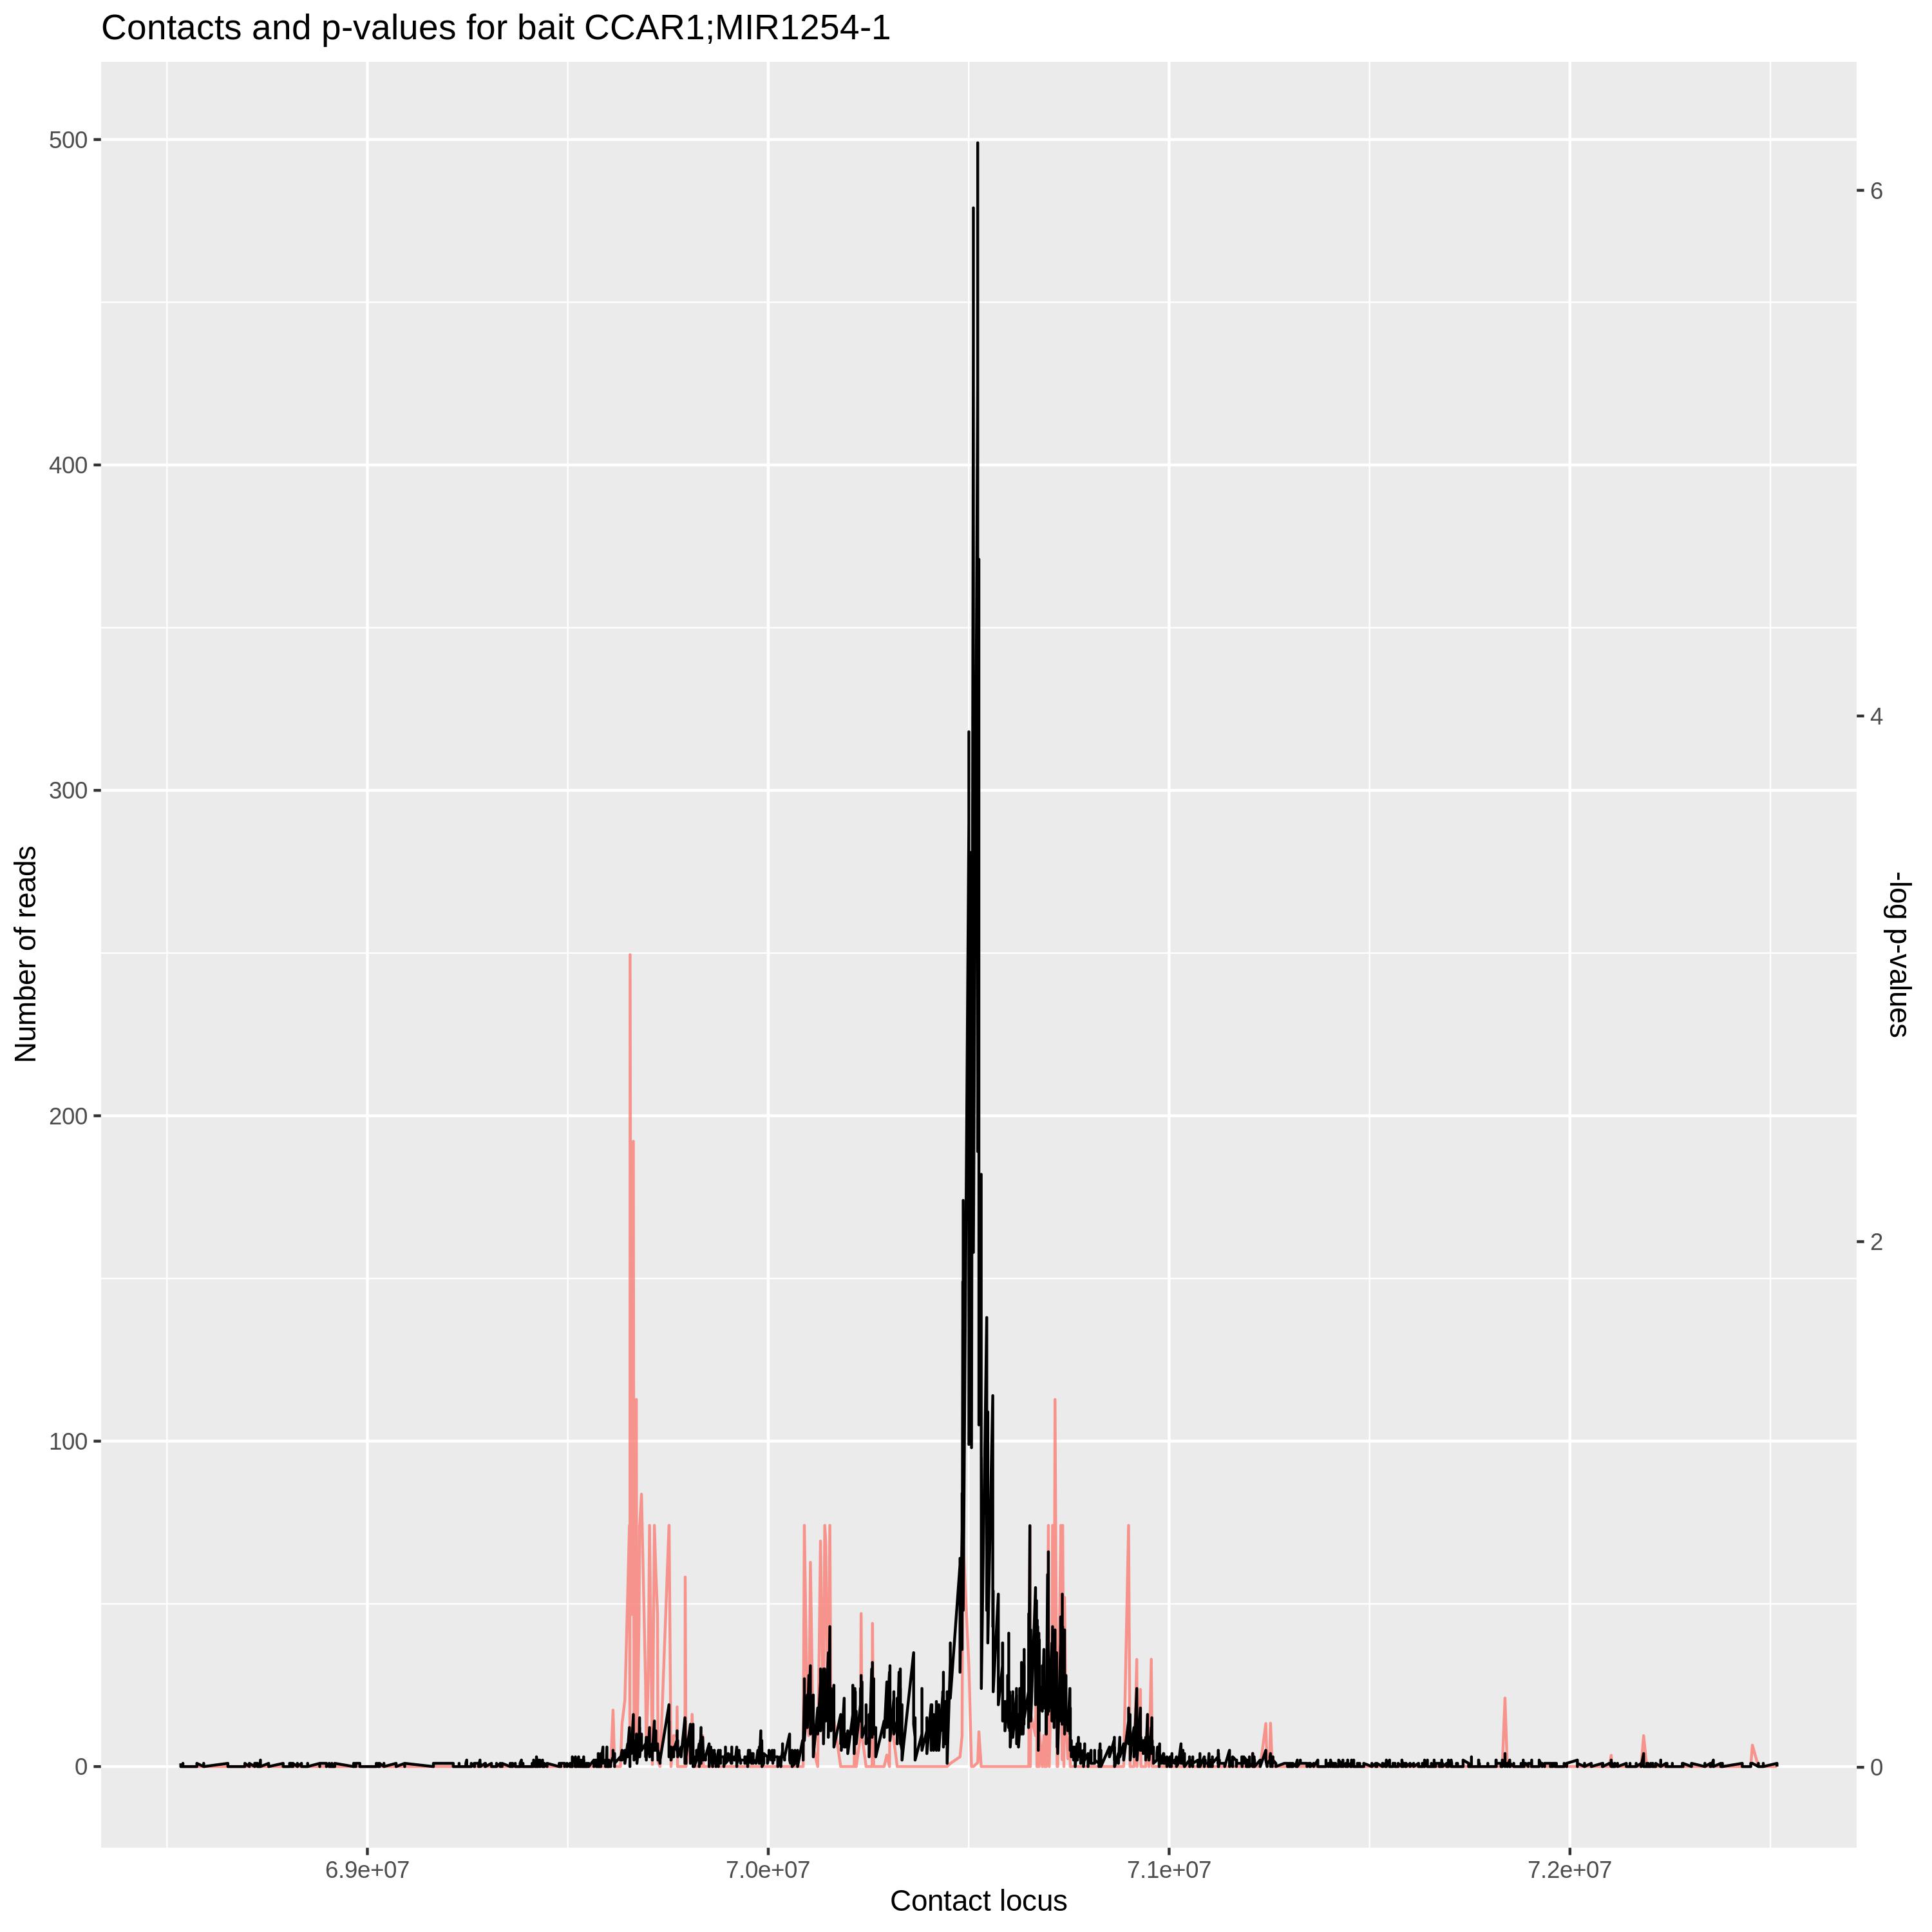 Contacts and p-values for bait CCAR1;MIR1254-1
500
400
300
200
100
0
Number of reads
6
4
2
0
-log p-values
6.9e+07
7.0e+07
7.1e+07
7.2e+07
Contact locus